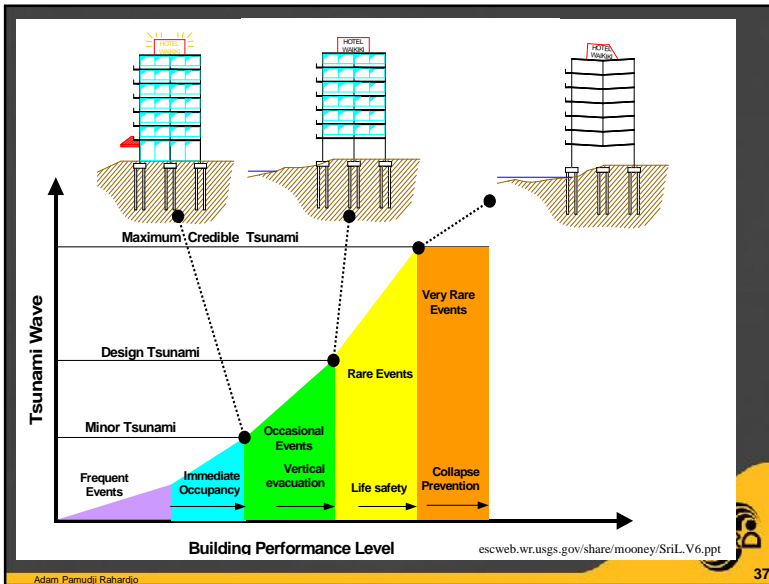 HOTEL
WAIKIKI
HOTEL
WAIKIKI
HOTEL
WAIKIKI
Maximum Credible Tsunami
Very Rare
Events
Tsunami Wave
Design Tsunami
Rare Events
Minor Tsunami
Occasional
Events
Frequent
Events
Immediate
Occupancy
Vertical
evacuation
Life safety
Collapse
Prevention
Building Performance Level
escweb.wr.usgs.gov/share/mooney/SriL.V6.ppt
Adam Pamudji Rahardjo
37